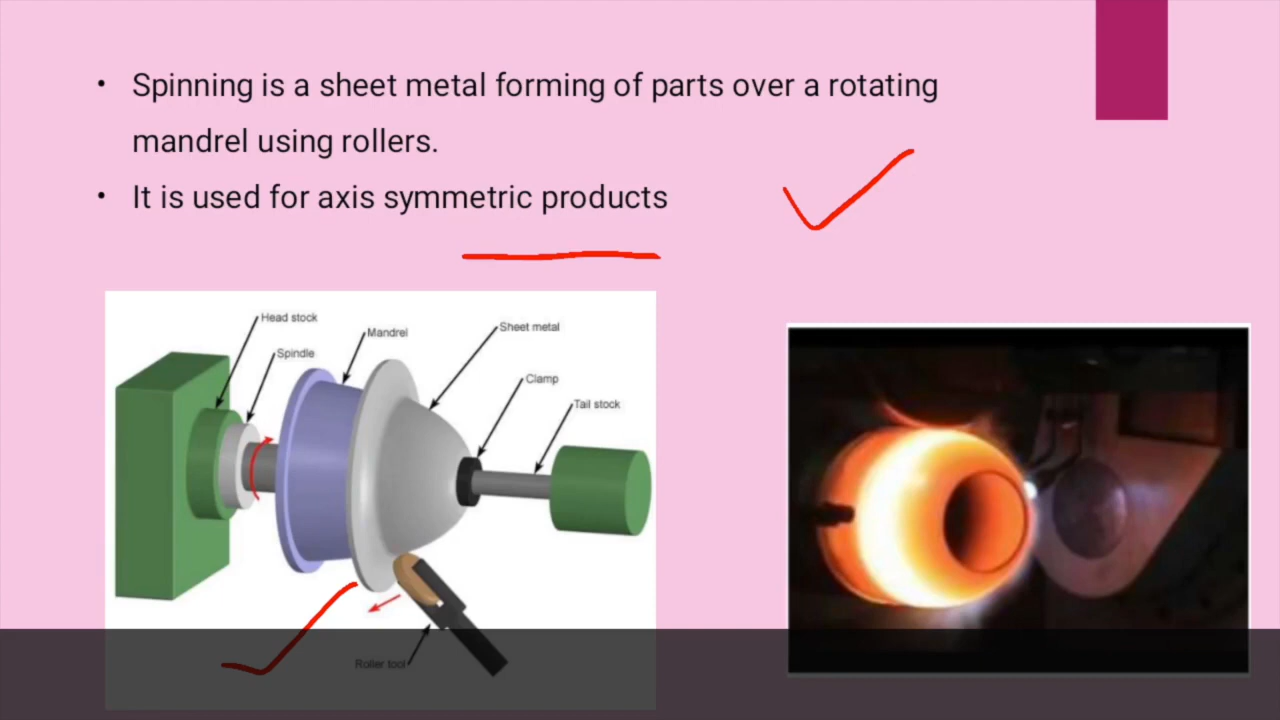 • Spinning is a sheet metal forming of parts over a rotating
mandrel using rollers.
• It is used for axis symmetric products
Head stock
Spindle
Mandrel
Sheet metal
Clamp
Tail stock
Roller tool